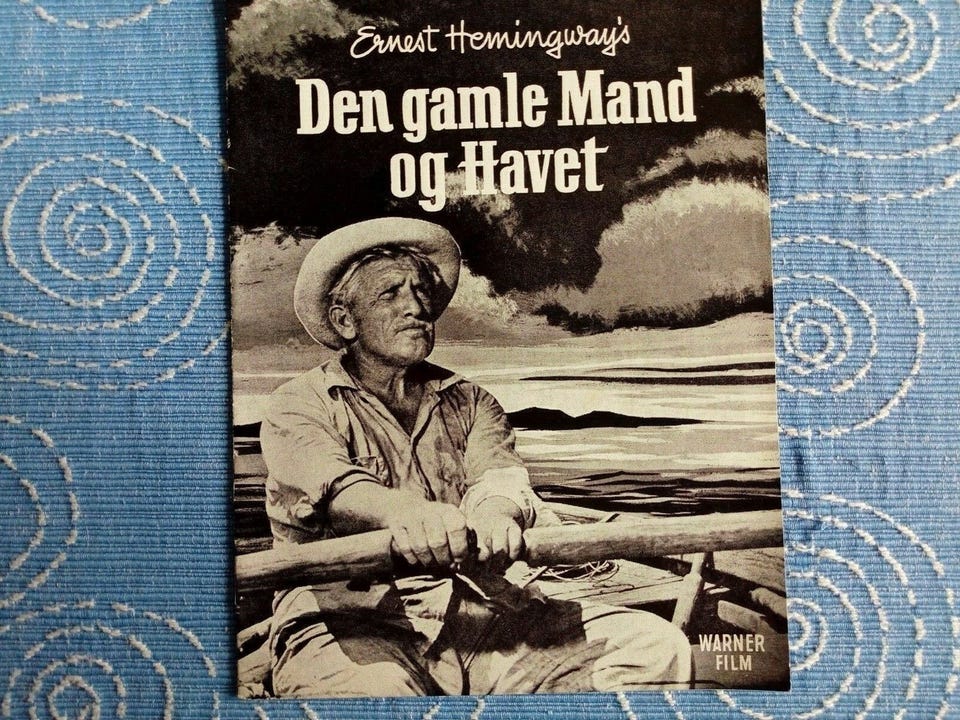 Ernest Hemingway's
Den gamle Mand
og Havet
WARNER
FILM